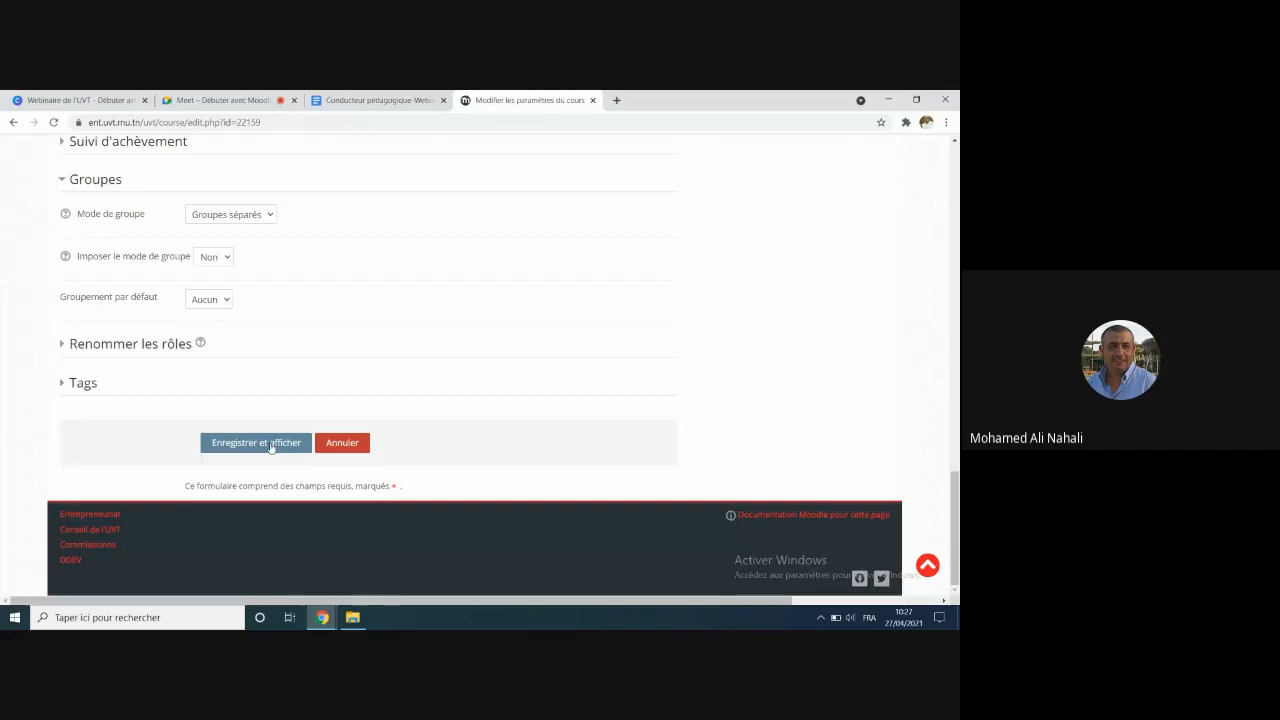 Webinaire de l'UVT - Débuter av
Meet – Débuter avec Mood
Conducteur pédagogique-Webi
Modifier les paramètres du cours
ent.uvt.rnu.tn/uvt/course/edit.php?id=22159
Suivi d'achèvement
Groupes
Mode de groupe
Groupes séparés
Imposer le mode de groupe
Non
Groupement par défaut
Aucun
Renommer les rôles
Tags
Enregistrer et afficher
Annuler
Ce formulaire comprend des champs requis, marqués * .
Entrepreneuriat
Conseil de l'UVT
Commissionns
Documentation Moodle pour cette page
Activer Windows
Accédez aux paramètres pour
Mohamed Ali Nahali
Taper ici pour rechercher
FRA
10:27
27/04/2021